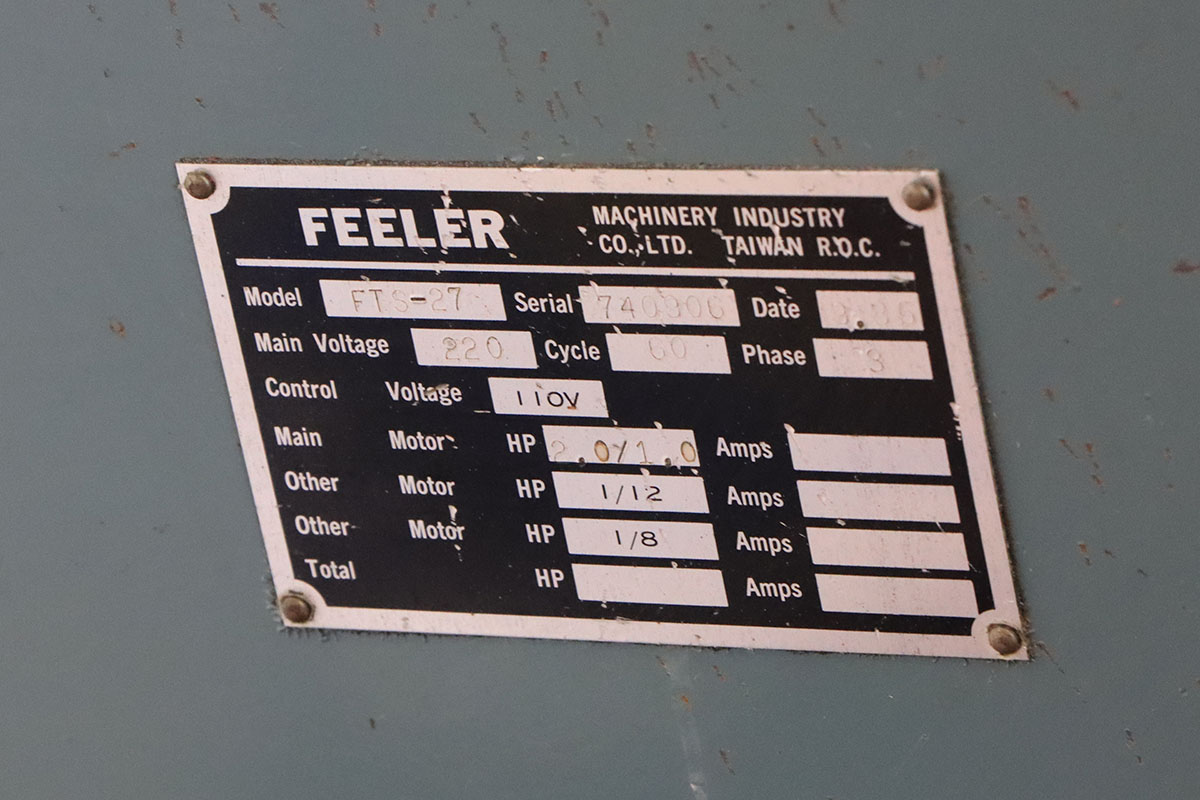 FEELER MACHINERY INDUSTRY
CO.,LTD. TAIWAN R.O.C.
Model FTS-27 Serial 740906 Date
Main Voltage 220 Cycle 60 Phase 3
Control Voltage 110V
Main Motor HP 2.0/1.0 Amps
Other Motor HP 1/12 Amps
Other Motor HP 1/8 Amps
Total HP Amps